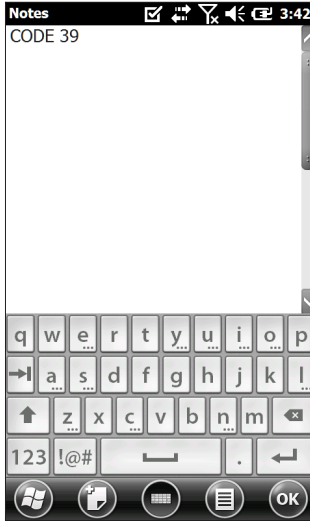 Notes 3:42
CODE 39
q w e r t y u i o p
a s d f g h j k l
z x c v b n m
123 !@# .
OK